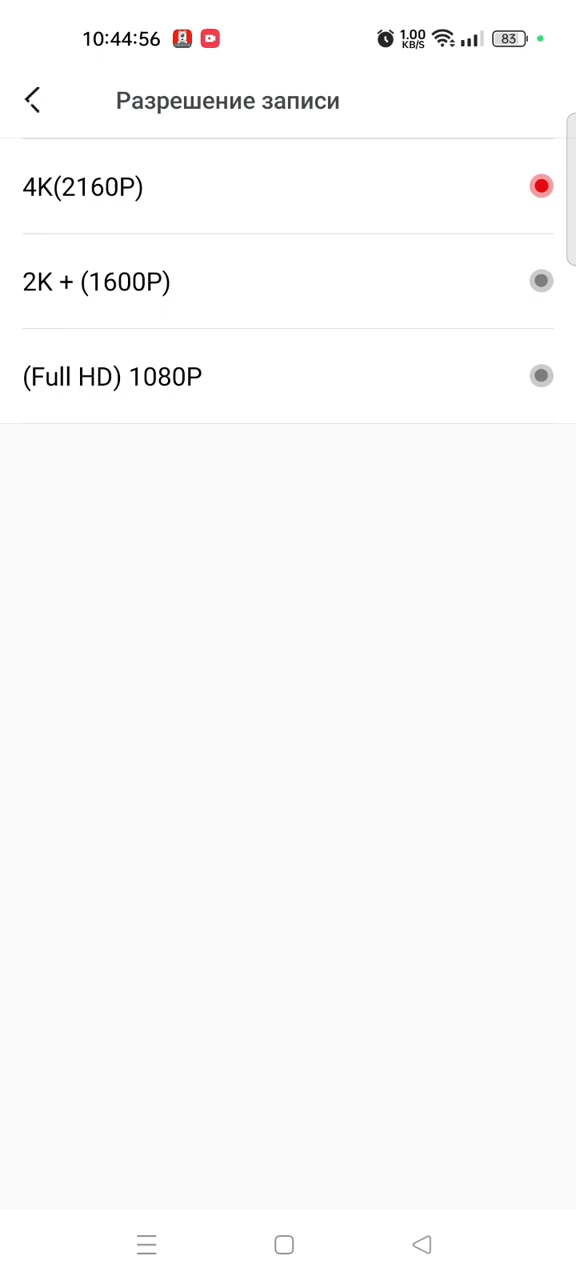 10:44:56
1.00
KB/S
83
Разрешение записи
4K(2160P)
2K + (1600P)
(Full HD) 1080P